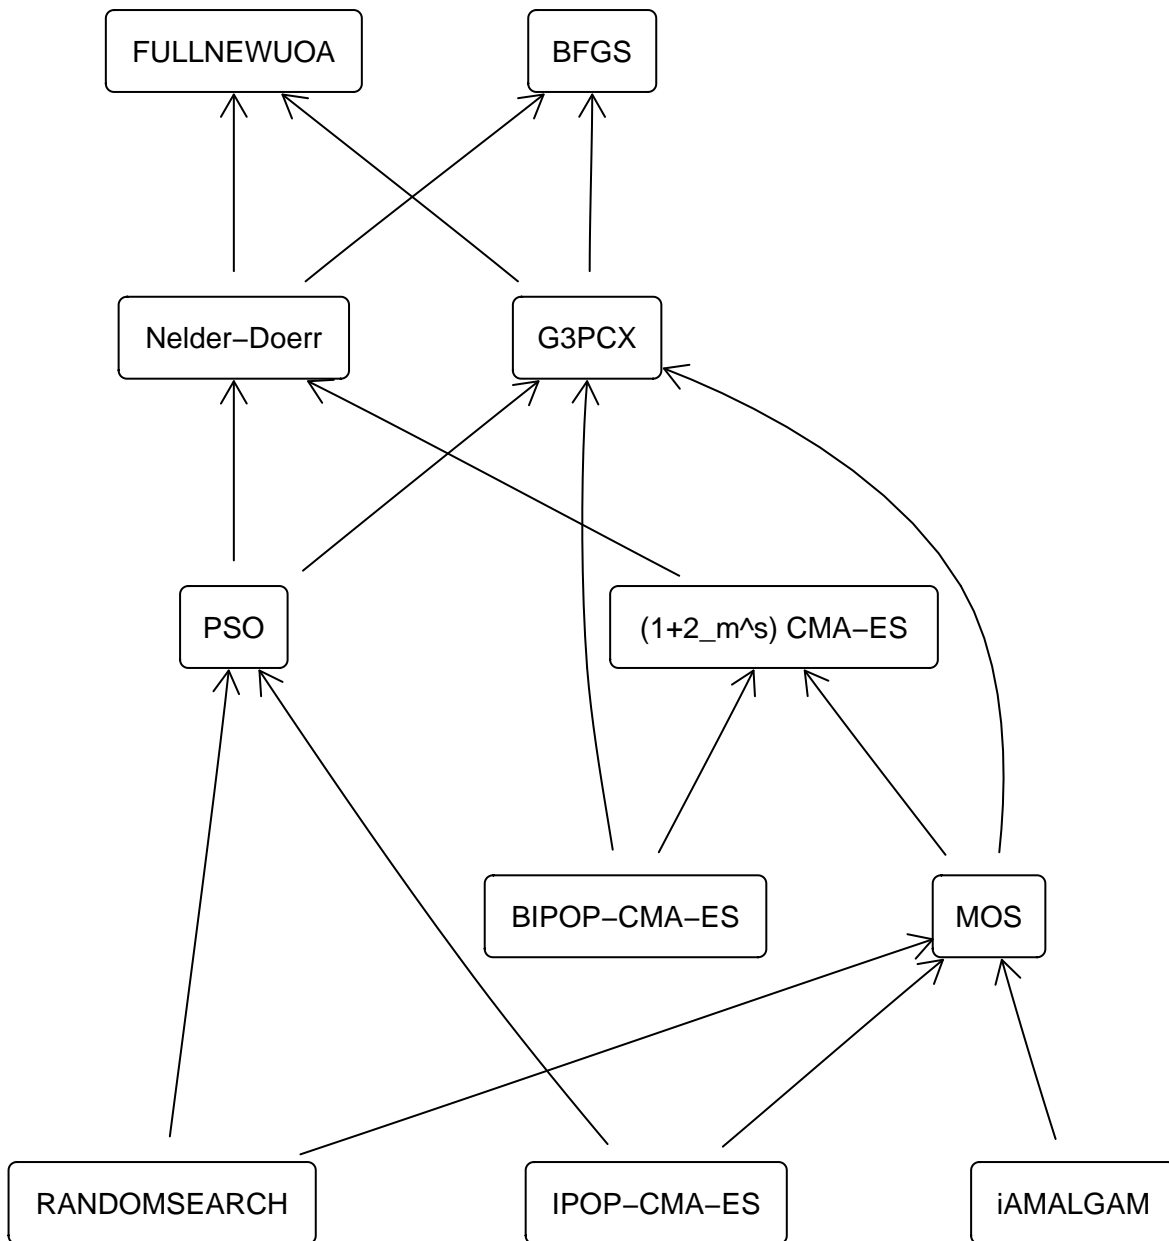 FULLNEWUOA
BFGS
Nelder−Doerr
G3PCX
PSO
(1+2_m^s) CMA−ES
BIPOP−CMA−ES
MOS
RANDOMSEARCH
IPOP−CMA−ES
iAMALGAM